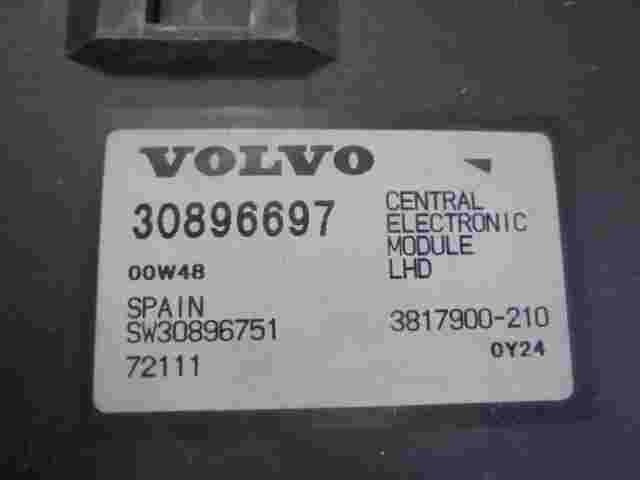 VOLVO
30896697
CENTRAL
ELECTRONIC
MODULE
LHD
00W48
SPAIN
SW30896751
3817900-210
72111
0Y24